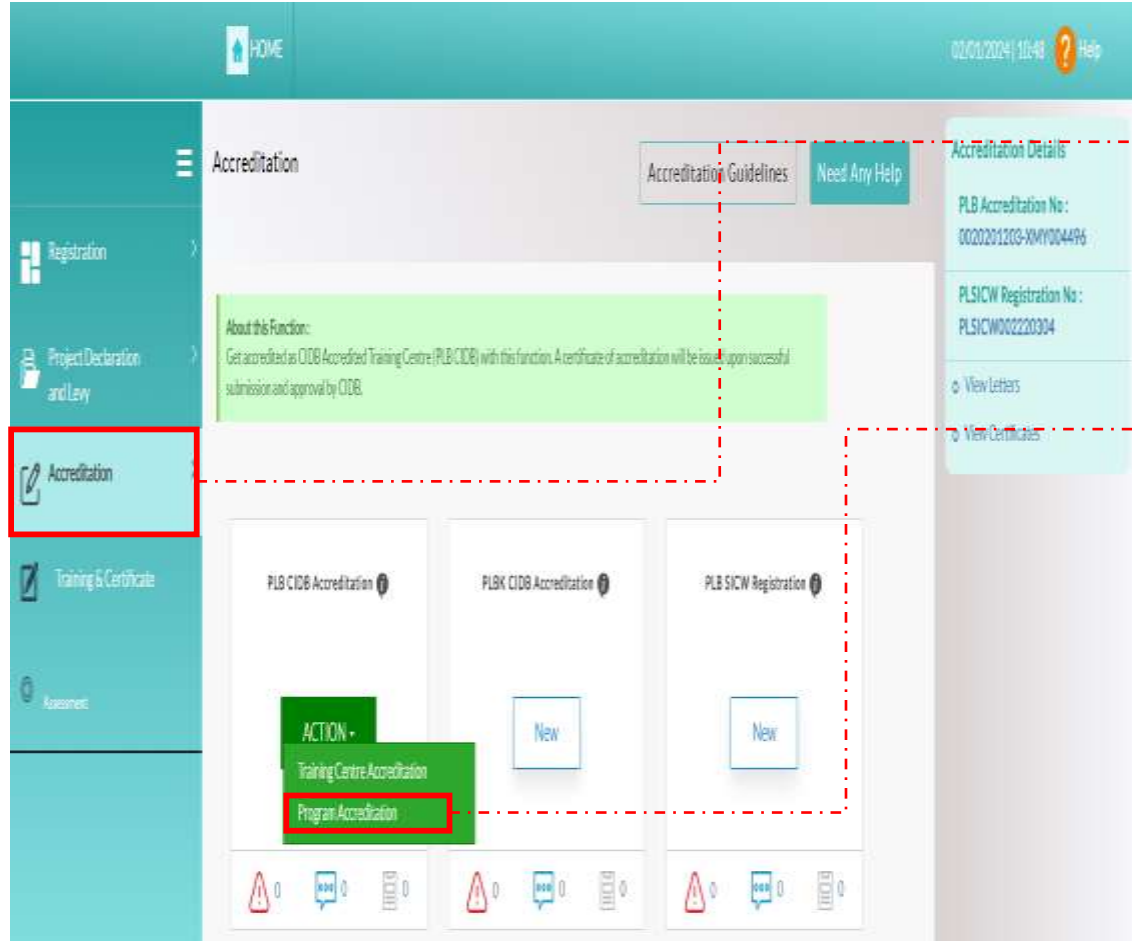 HOME
02/01/2024 | 10:48 ? Help
Accreditation
Accreditation Guidelines
Need Any Help
Accreditation Details
PLB Accreditation No :
0020201203-XMY004496
PLSICW Registration No :
PLSICW002220304
View Letters
View Certificates
Registration
Project Declaration
and Levy
Accreditation
Training & Certificate
Assessment
About this Function :
Get accredited as CIDB Accredited Training Centre (PLB CIDB) with this function. A certificate of accreditation will be issued upon successful
submission and approval by CIDB.
PLB CIDB Accreditation
PLBK CIDB Accreditation
PLB SICW Registration
ACTION
New
New
Training Centre Accreditation
Program Accreditation
0 0 0
0 0 0
0 0 0